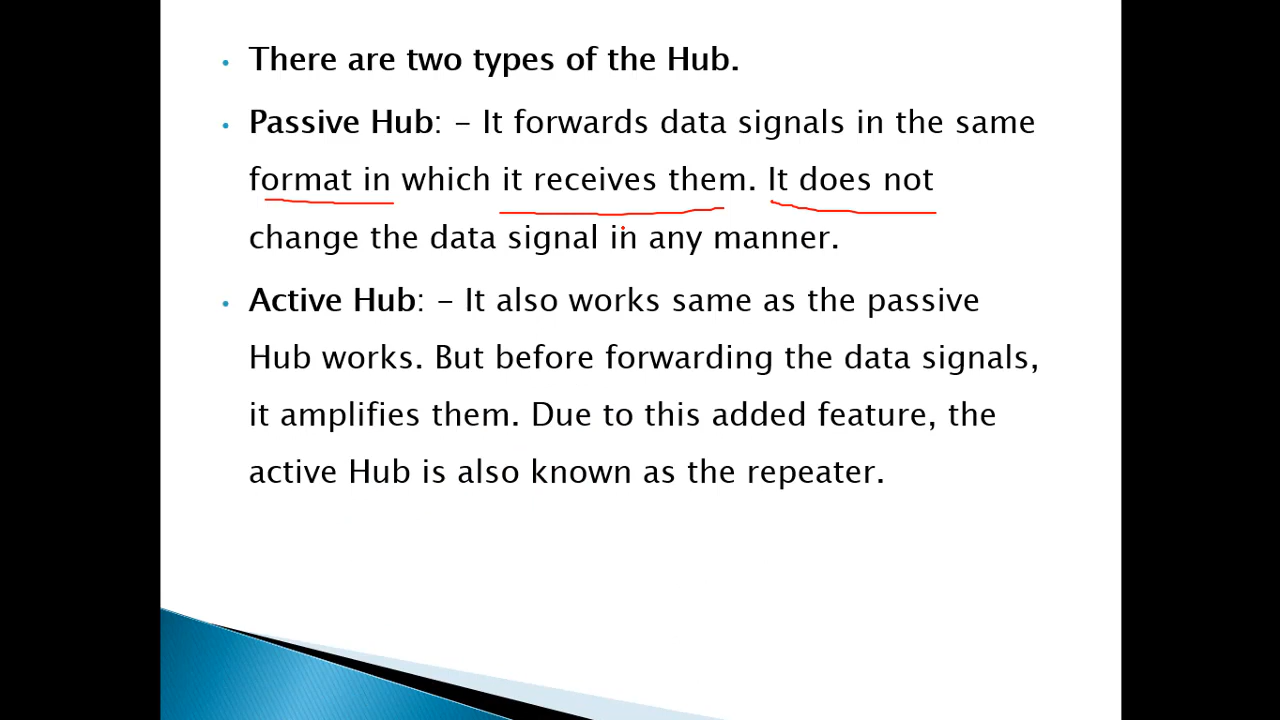 • There are two types of the Hub.
• Passive Hub: - It forwards data signals in the same
format in which it receives them. It does not
change the data signal in any manner.
• Active Hub: - It also works same as the passive
Hub works. But before forwarding the data signals,
it amplifies them. Due to this added feature, the
active Hub is also known as the repeater.